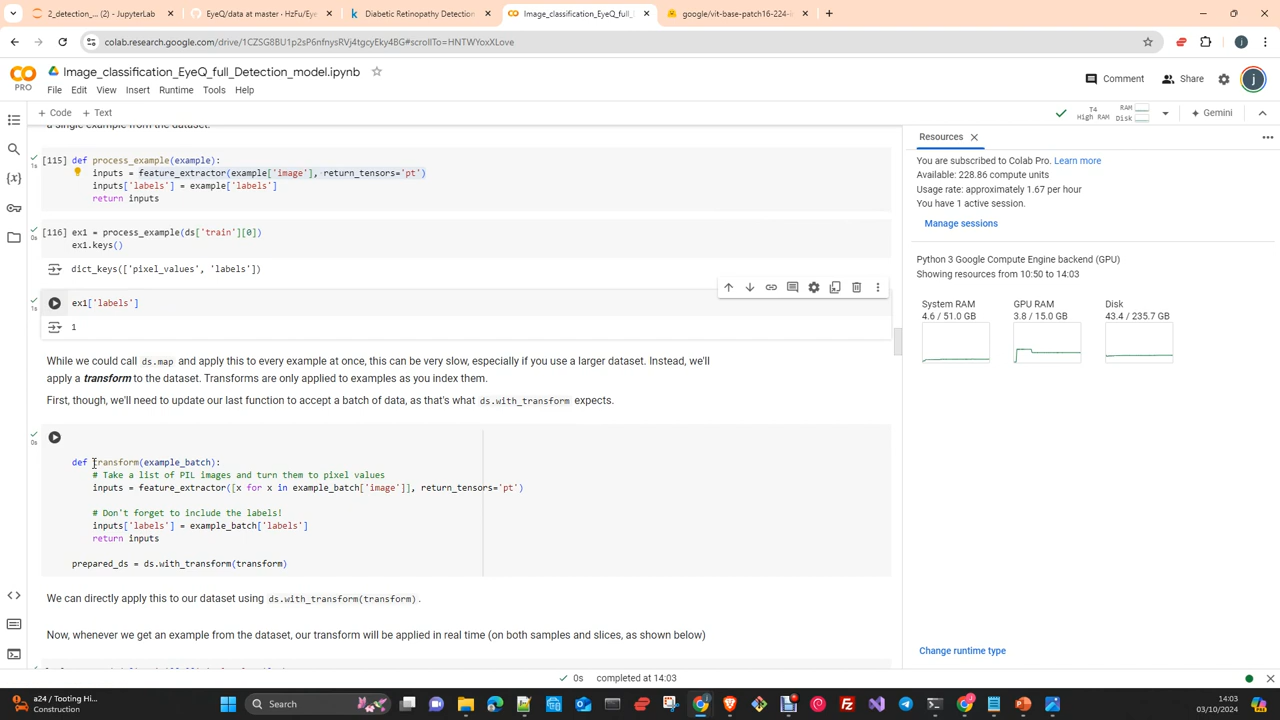 2_detection_... (2) - JupyterLab
EyeQ/data at master · HzFu/Eye
Diabetic Retinopathy Detection
Image_classification_EyeQ_full_D
google/vit-base-patch16-224-i
colab.research.google.com/drive/1CZSG8BU1p2sP6nfnysRVj4tgcyEky4BG#scrollTo=HNTWYoxXLove
PRO
Image_classification_EyeQ_full_Detection_model.ipynb
File Edit View Insert Runtime Tools Help
Comment
Share
j
+ Code + Text
T4
High RAM
RAM
Disk
Gemini
a single example from the dataset.
[115] def process_example(example):
inputs = feature_extractor(example['image'], return_tensors='pt')
inputs['labels'] = example['labels']
return inputs
1s
[116] ex1 = process_example(ds['train'][0])
ex1.keys()
0s
dict_keys(['pixel_values', 'labels'])
ex1['labels']
1s
1
While we could call ds.map and apply this to every example at once, this can be very slow, especially if you use a larger dataset. Instead, we'll
apply a transform to the dataset. Transforms are only applied to examples as you index them.
First, though, we'll need to update our last function to accept a batch of data, as that's what ds.with_transform expects.
0s
def transform(example_batch):
# Take a list of PIL images and turn them to pixel values
inputs = feature_extractor([x for x in example_batch['image']], return_tensors='pt')
# Don't forget to include the labels!
inputs['labels'] = example_batch['labels']
return inputs
prepared_ds = ds.with_transform(transform)
We can directly apply this to our dataset using ds.with_transform(transform).
Now, whenever we get an example from the dataset, our transform will be applied in real time (on both samples and slices, as shown below)
Resources
You are subscribed to Colab Pro. Learn more
Available: 228.86 compute units
Usage rate: approximately 1.67 per hour
You have 1 active session.
Manage sessions
Python 3 Google Compute Engine backend (GPU)
Showing resources from 10:50 to 14:03
System RAM
4.6 / 51.0 GB
GPU RAM
3.8 / 15.0 GB
Disk
43.4 / 235.7 GB
Change runtime type
0s completed at 14:03
a24 / Tooting Hi...
Construction
Search
14:03
03/10/2024